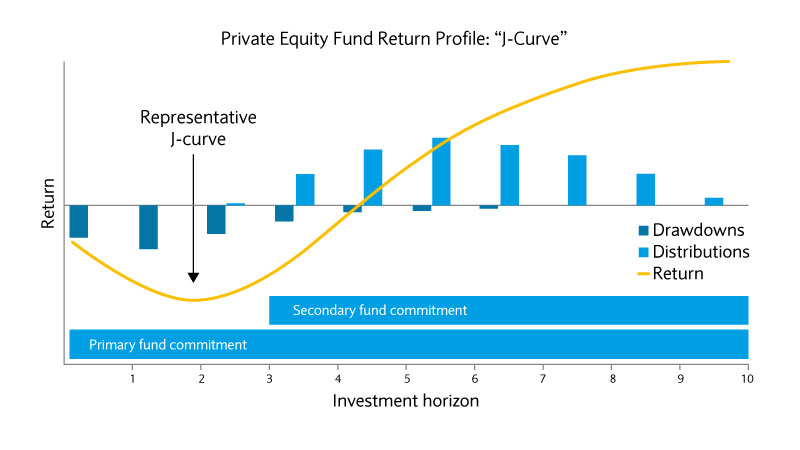 Private Equity Fund Return Profile: “J-Curve”
Representative
J-curve
Return
Drawdowns
Distributions
Return
Secondary fund commitment
Primary fund commitment
1 2 3 4 5 6 7 8 9 10
Investment horizon